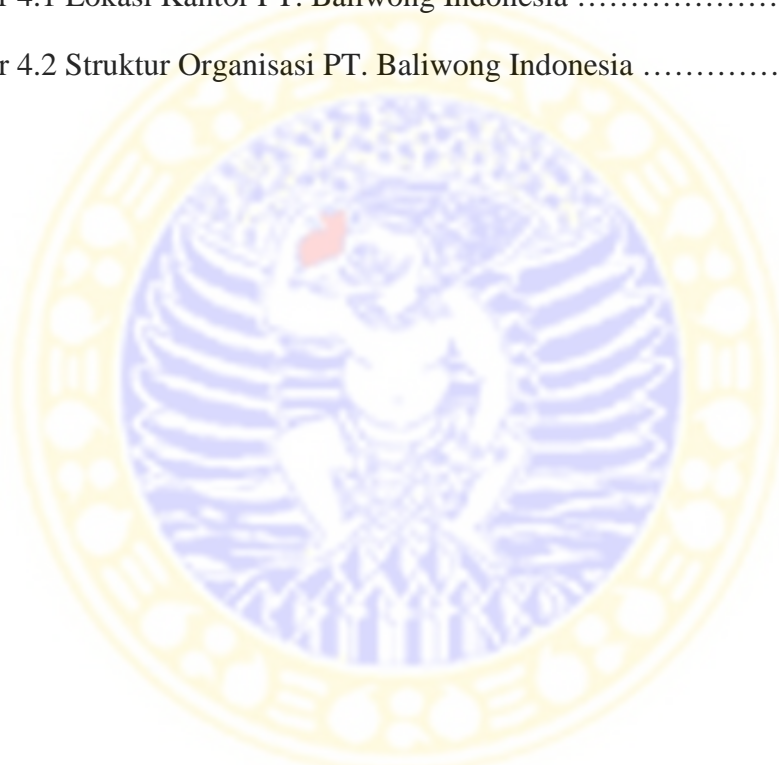 r 4.1 Lokasi Kantor PT. Baliwong Indonesia …………………
r 4.2 Struktur Organisasi PT. Baliwong Indonesia ………….